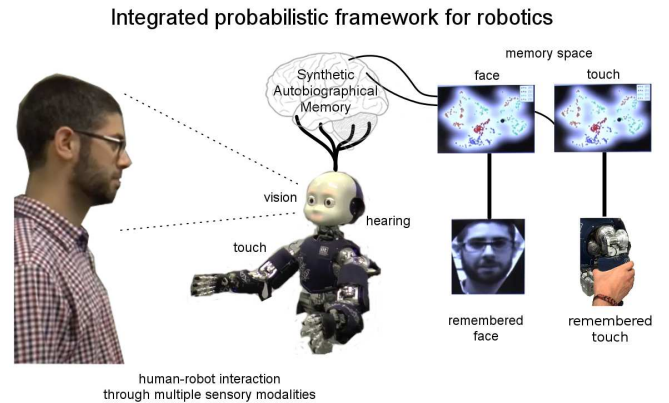 Integrated probabilistic framework for robotics
memory space
face
touch
Synthetic
Autobiographical
Memory
vision
hearing
touch
remembered
face
remembered
touch
human-robot interaction
through multiple sensory modalities